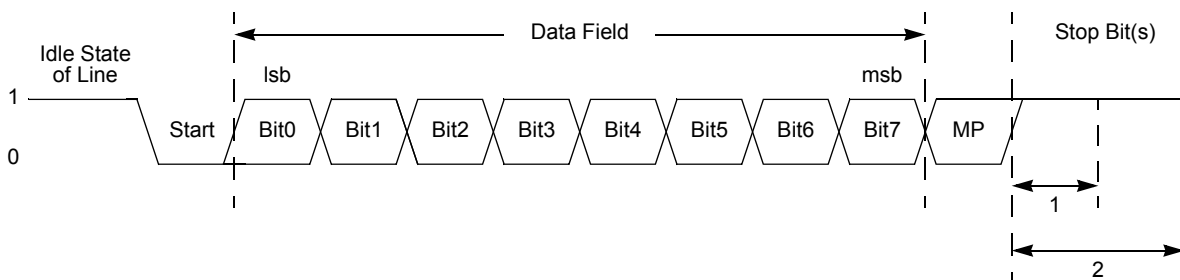 Data Field
Stop Bit(s)
Idle State
of Line
lsb
msb
1
Start
Bit0
Bit1
Bit2
Bit3
Bit4
Bit5
Bit6
Bit7
MP
0
1
2